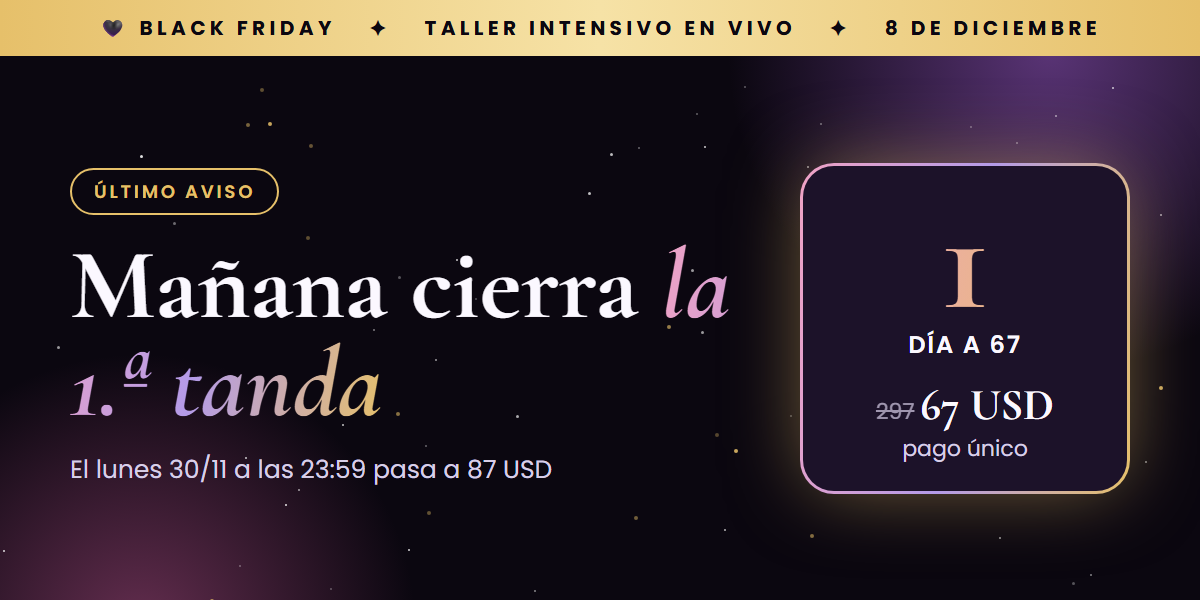 🖤 BLACK FRIDAY ✦ TALLER INTENSIVO EN VIVO ✦ 8 DE DICIEMBRE
ÚLTIMO AVISO
Mañana cierra la
1.ª tanda
El lunes 30/11 a las 23:59 pasa a 87 USD
1
DÍA A 67
297 67 USD
pago único